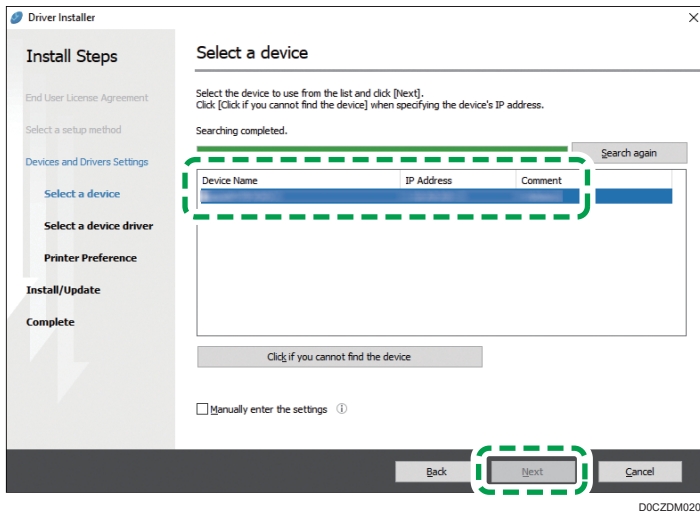 Driver Installer
Install Steps
End User License Agreement
Select a setup method
Devices and Drivers Settings
Select a device
Select a device driver
Printer Preference
Install/Update
Complete
Select a device
Select the device to use from the list and click [Next].
Click [Click if you cannot find the device] when specifying the device's IP address.
Searching completed.
Search again
Device Name IP Address Comment
Click if you cannot find the device
Manually enter the settings
Back Next Cancel
D0CZDM020